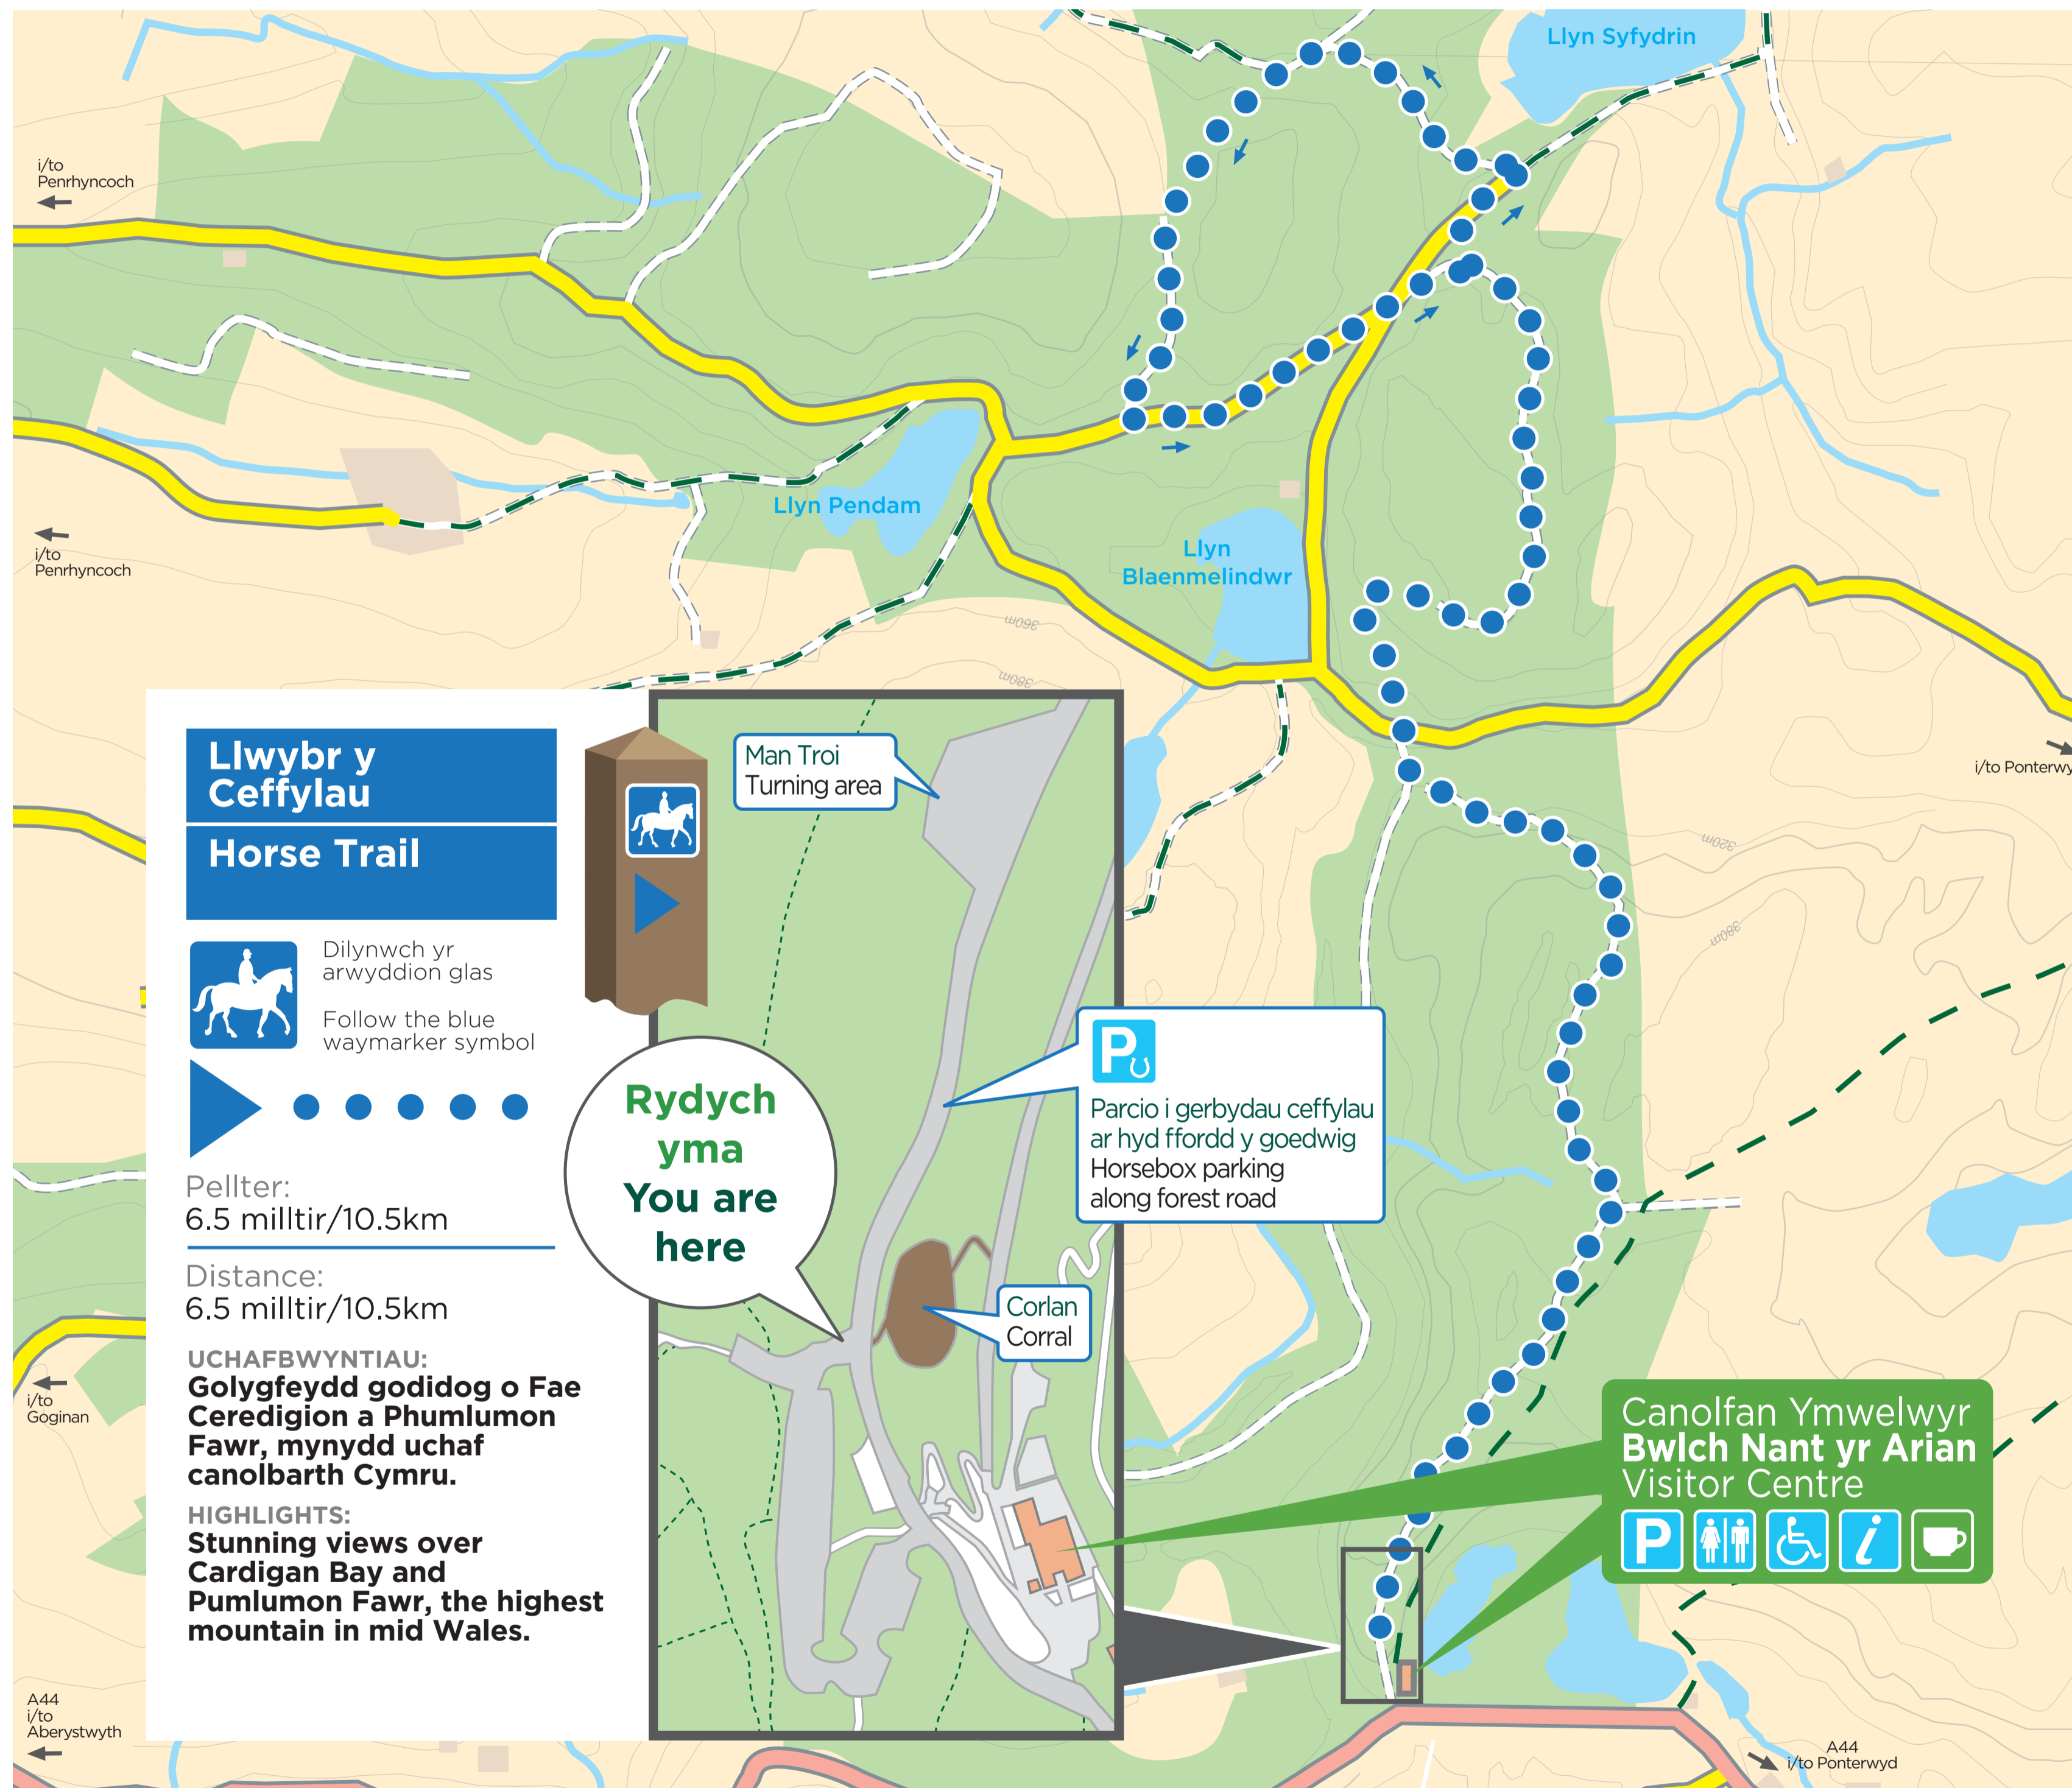 Llyn Syfydrin
i/to
Penrhyncoch
Llyn Pendam
i/to
Penrhyncoch
Llyn
Blaenmelindwr
360m
380m
i/to Ponterwy
320m
380m
Llwybr y
Ceffylau
Horse Trail
Dilynwch yr
arwyddion glas
Follow the blue
waymarker symbol
Pellter:
6.5 milltir/10.5km
Distance:
6.5 milltir/10.5km
UCHAFBWYNTIAU:
Golygfeydd godidog o Fae
Ceredigion a Phumlumon
Fawr, mynydd uchaf
canolbarth Cymru.
HIGHLIGHTS:
Stunning views over
Cardigan Bay and
Pumlumon Fawr, the highest
mountain in mid Wales.
Man Troi
Turning area
Rydych
yma
You are
here
P
Parcio i gerbydau ceffylau
ar hyd ffordd y goedwig
Horsebox parking
along forest road
Corlan
Corral
Canolfan Ymwelwyr
Bwlch Nant yr Arian
Visitor Centre
P i
i/to
Goginan
A44
i/to
Aberystwyth
A44
i/to Ponterwyd